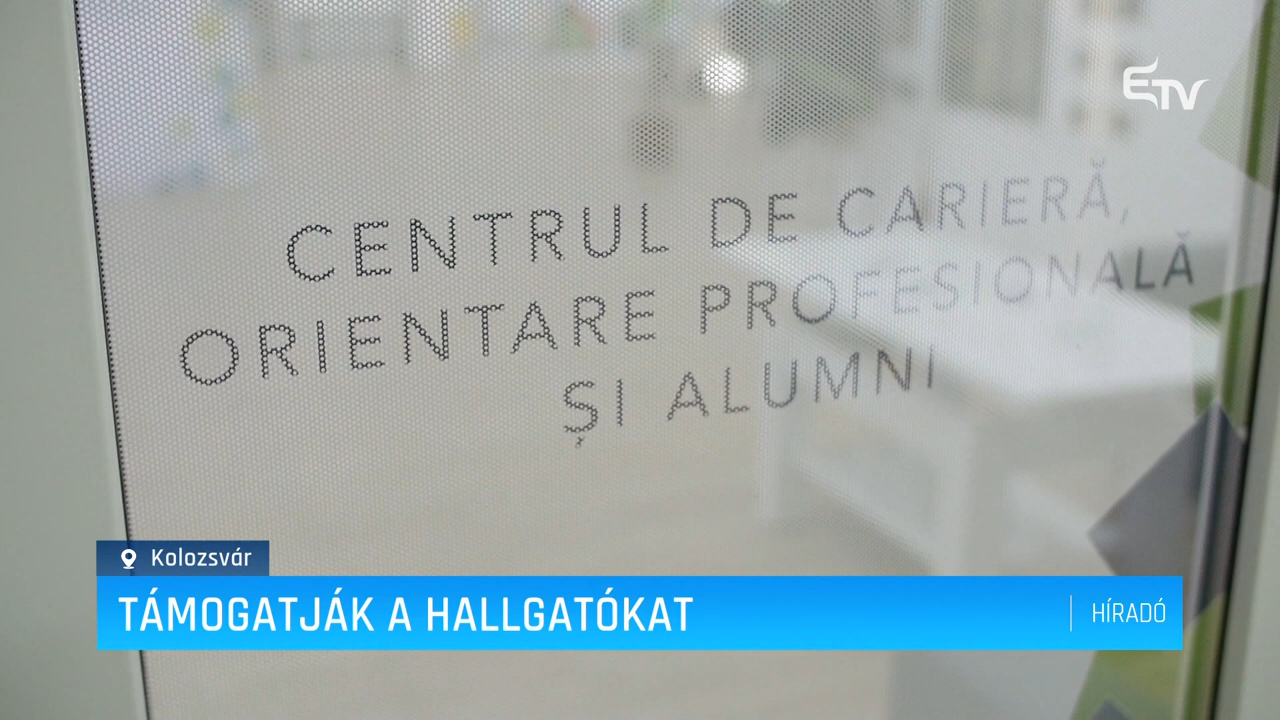 ETV
CENTRUL DE CARIERĂ,
ORIENTARE PROFESIONALĂ
ȘI ALUMNI
Kolozsvár
TÁMOGATJÁK A HALLGATÓKAT
HÍRADÓ